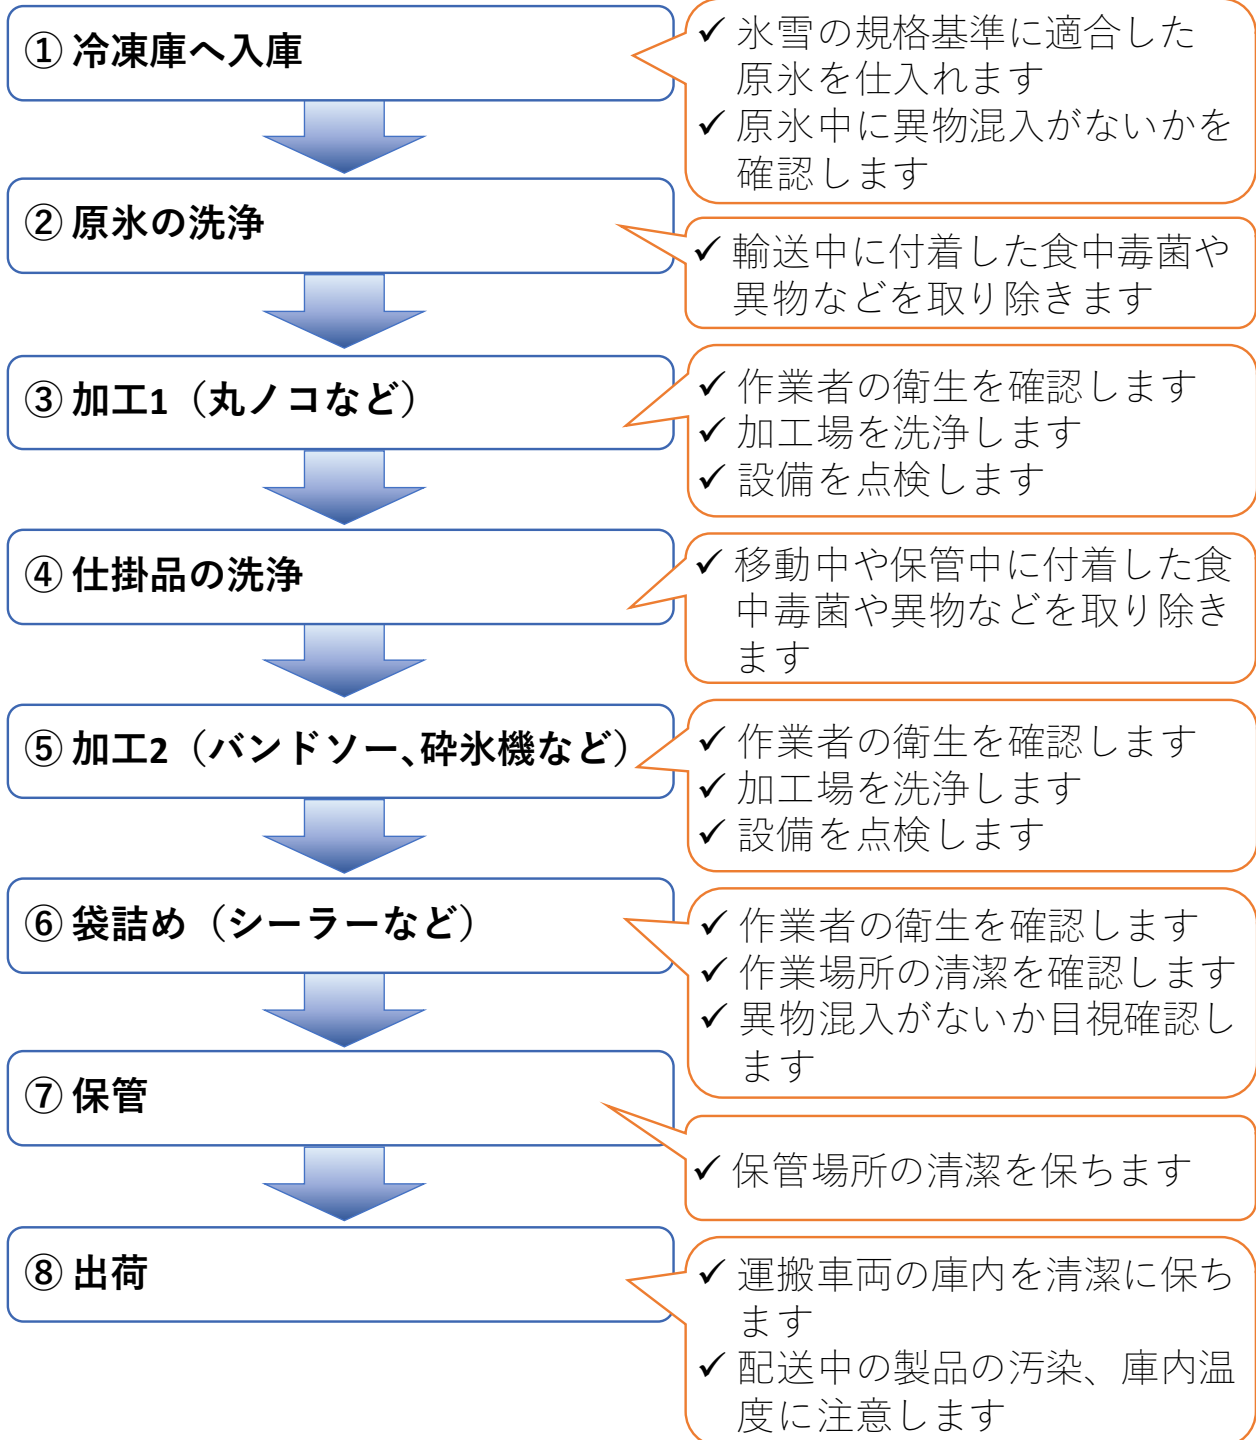 ① 冷凍庫へ入庫
✓ 氷雪の規格基準に適合した
原氷を仕入れます
✓ 原氷中に異物混入がないかを
確認します
② 原氷の洗浄
✓ 輸送中に付着した食中毒菌や
異物などを取り除きます
③ 加工1（丸ノコなど）
✓ 作業者の衛生を確認します
✓ 加工場を洗浄します
✓ 設備を点検します
④ 仕掛品の洗浄
✓ 移動中や保管中に付着した食
中毒菌や異物などを取り除き
ます
⑤ 加工2（バンドソー、砕氷機など）
✓ 作業者の衛生を確認します
✓ 加工場を洗浄します
✓ 設備を点検します
⑥ 袋詰め（シーラーなど）
✓ 作業者の衛生を確認します
✓ 作業場所の清潔を確認します
✓ 異物混入がないか目視確認し
ます
⑦ 保管
✓ 保管場所の清潔を保ちます
⑧ 出荷
✓ 運搬車両の庫内を清潔に保ち
ます
✓ 配送中の製品の汚染、庫内温
度に注意します